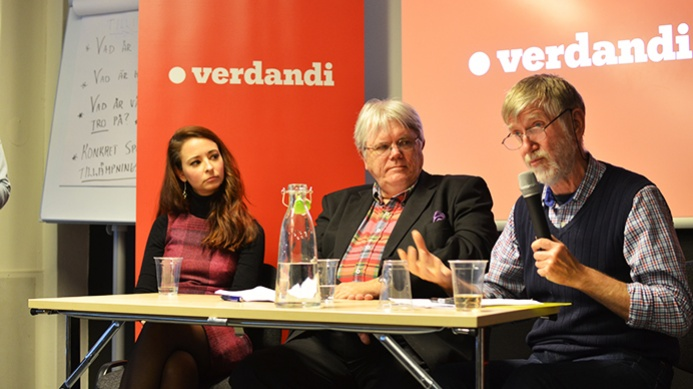 * VAD ÄR
* VAD ÄR
* VAD ÄR
TRO PÅ?
* KONKRET
TILLÄMPNING
verdandi
verdandi